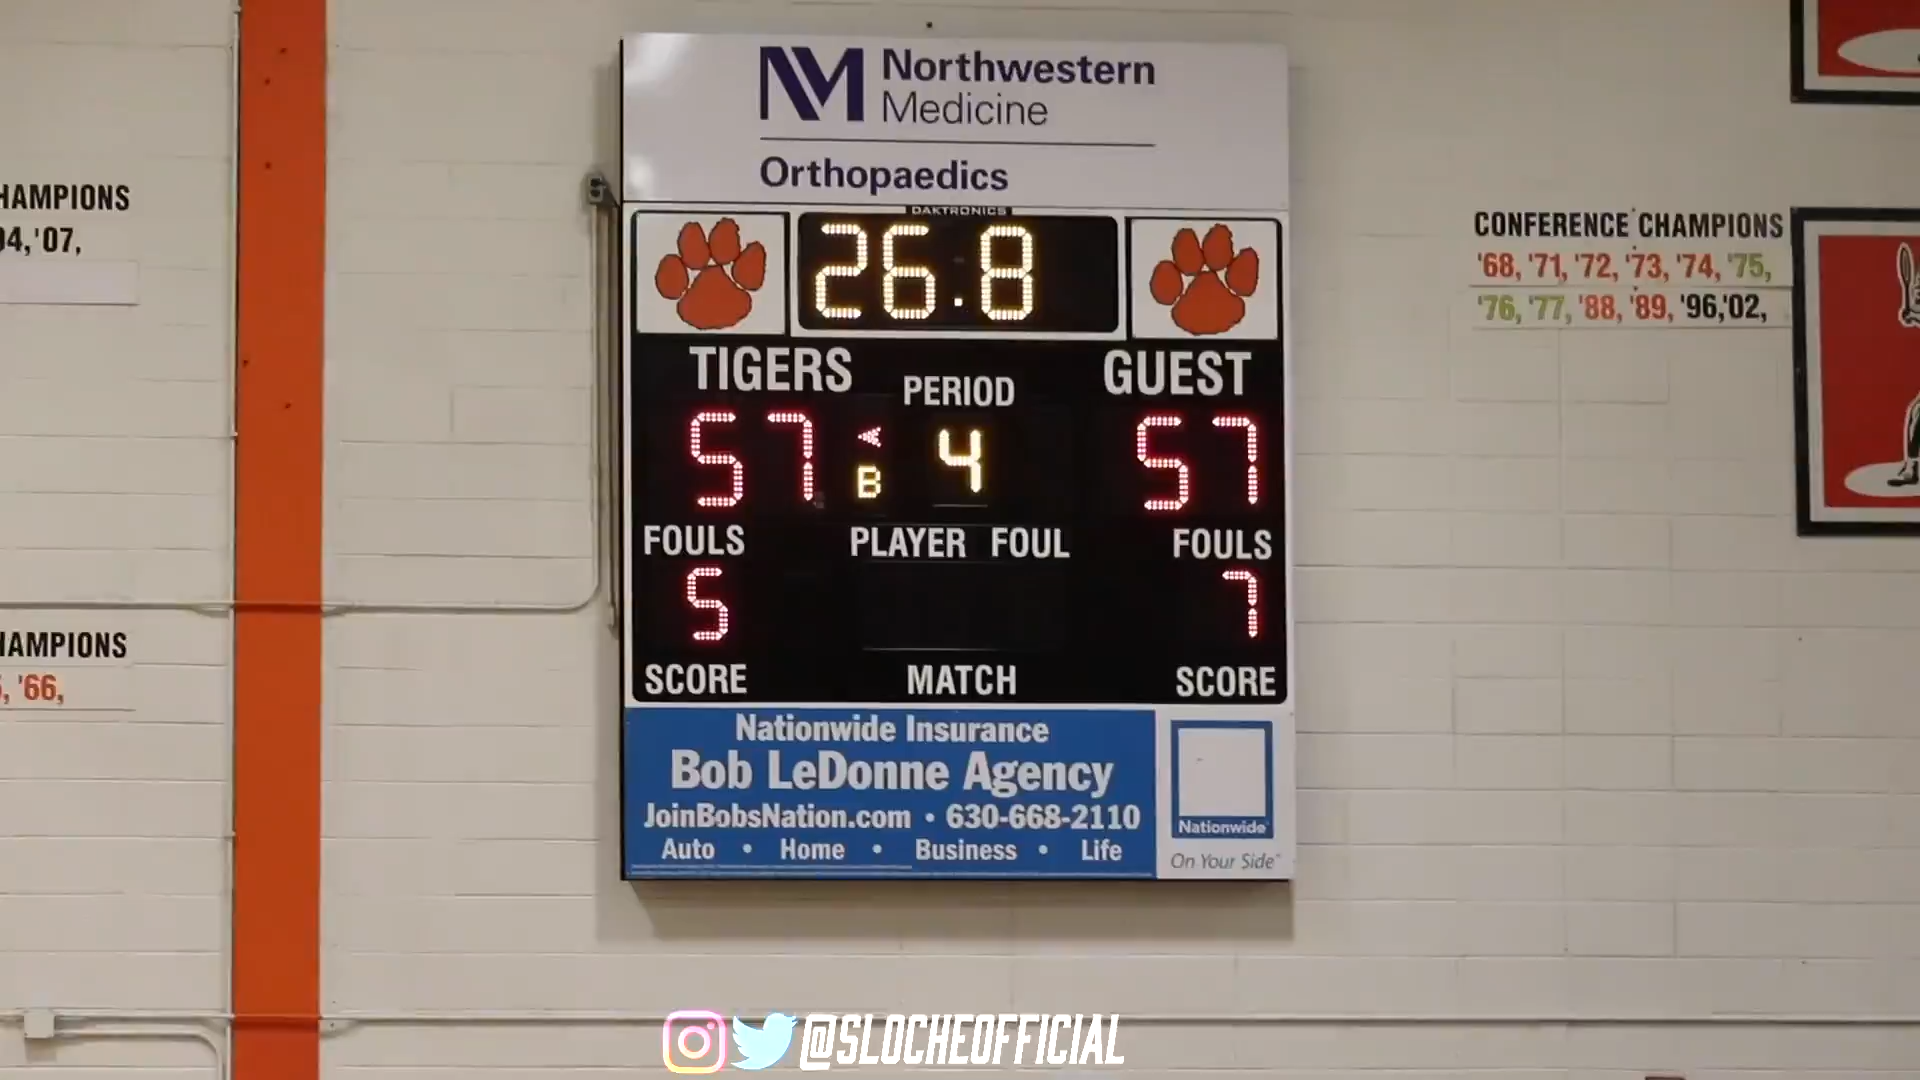 Northwestern
Medicine
Orthopaedics
DAKTRONICS
26.8
TIGERS
PERIOD
GUEST
57
B
4
57
FOULS
PLAYER FOUL
FOULS
5
7
SCORE
MATCH
SCORE
Nationwide Insurance
Bob LeDonne Agency
JoinBobsNation.com • 630-668-2110
Auto • Home • Business • Life
Nationwide
On Your Side
HAMPIONS
04,'07,
HAMPIONS
'66,
CONFERENCE CHAMPIONS
'68, '71, '72, '73, '74, '75,
'76, '77, '88, '89, '96,'02,
@SLOCHEOFFICIAL